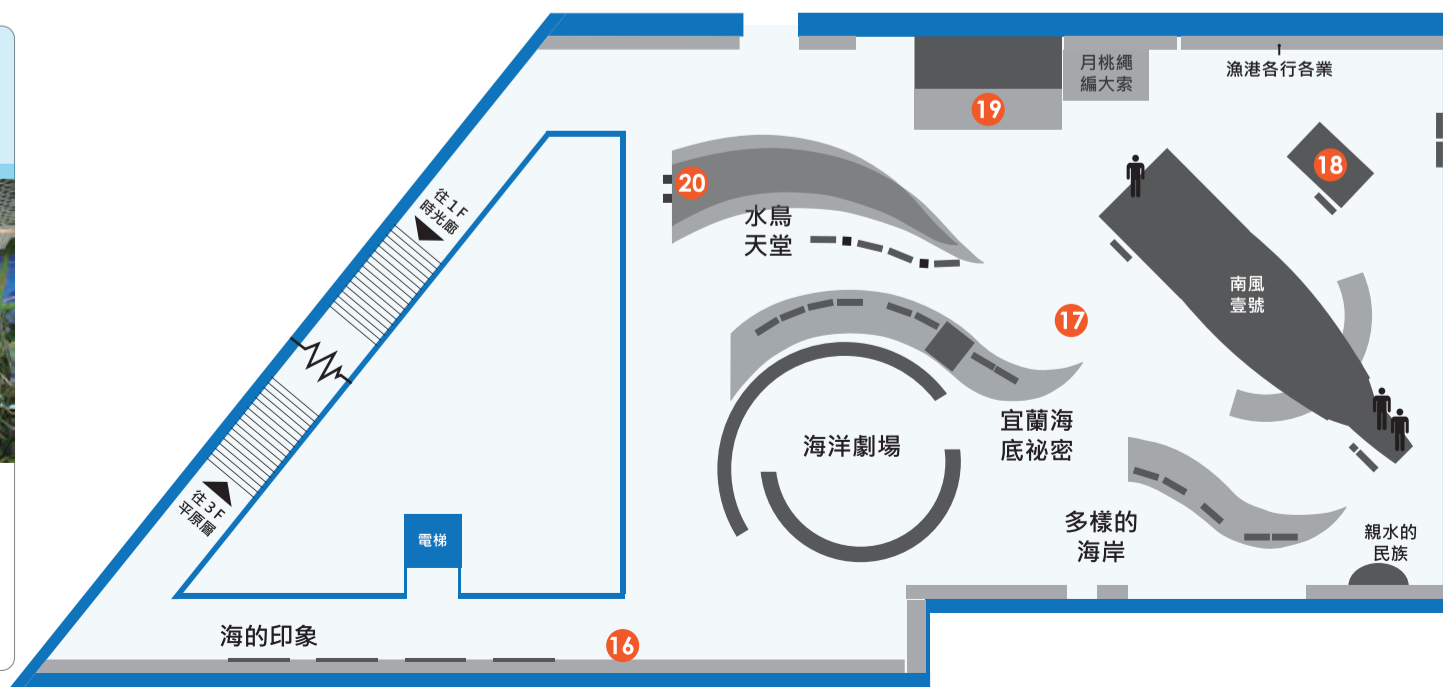 月桃繩
編大索
漁港各行各業
19
18
20
往1F
時光廊
水鳥
天堂
南風
壹號
17
宜蘭海
底祕密
海洋劇場
往3F
平原層
電梯
多樣的
海岸
親水的
民族
海的印象
16